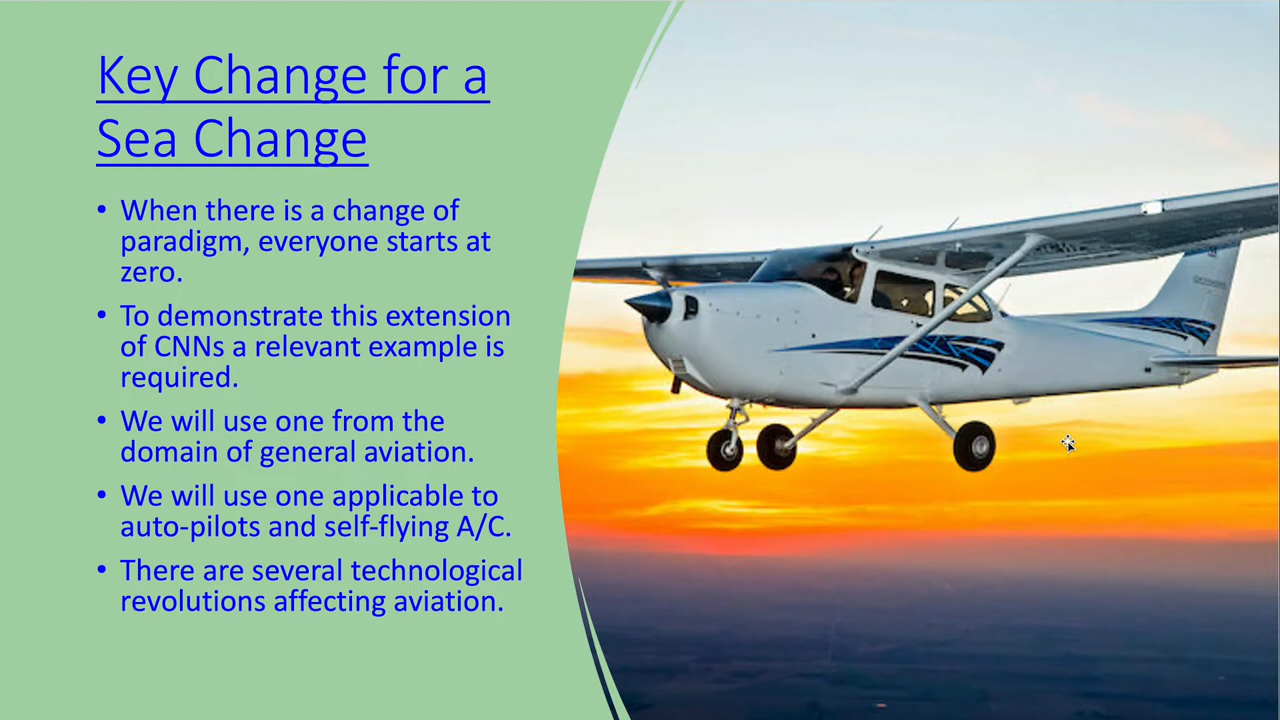 Key Change for a
Sea Change
• When there is a change of
paradigm, everyone starts at
zero.
• To demonstrate this extension
of CNNs a relevant example is
required.
• We will use one from the
domain of general aviation.
• We will use one applicable to
auto-pilots and self-flying A/C.
• There are several technological
revolutions affecting aviation.